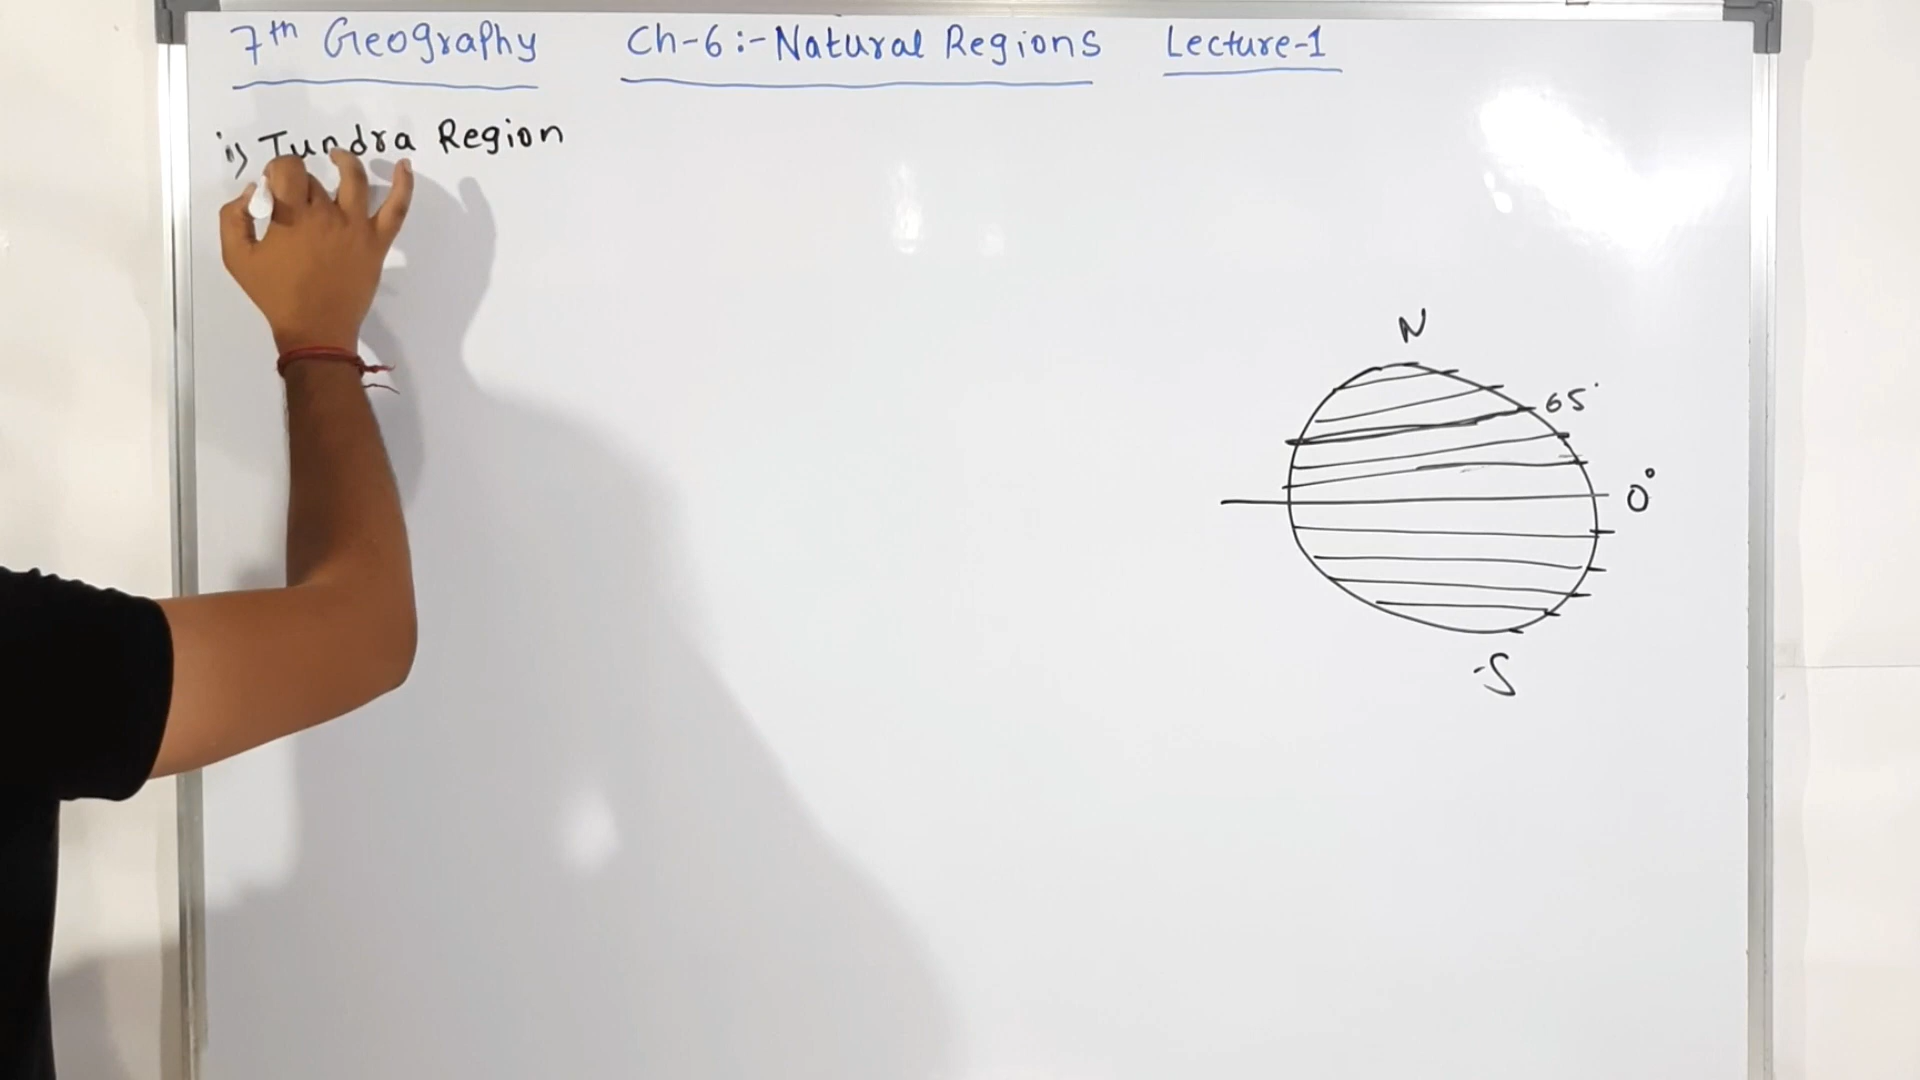 7th Geography Ch-6:-Natural Regions Lecture-1
i) Tundra Region
N
65°
0°
S